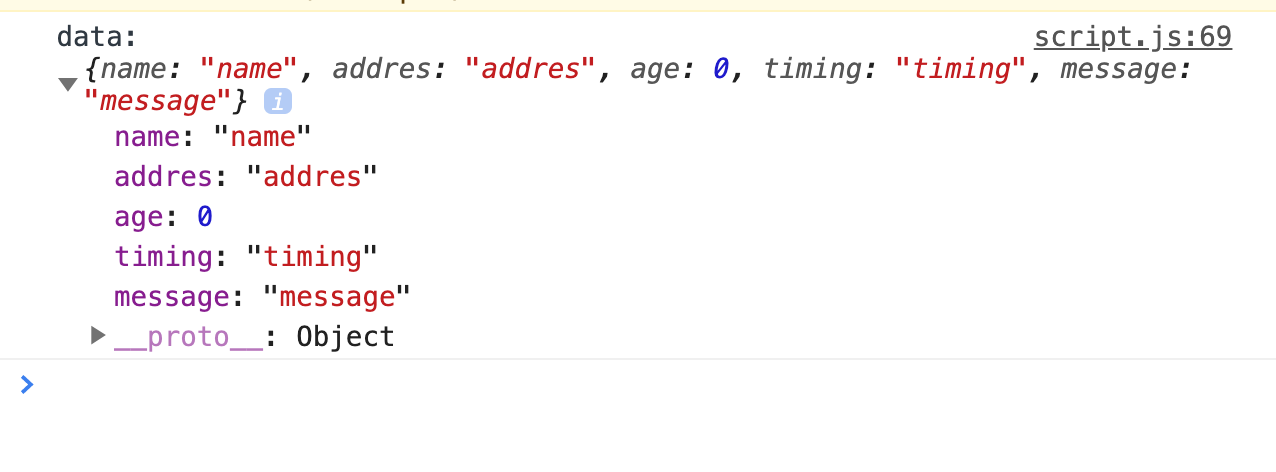 data:
script.js:69
{name: "name", addres: "addres", age: 0, timing: "timing", message:
"message"} i
name: "name"
addres: "addres"
age: 0
timing: "timing"
message: "message"
__proto__: Object